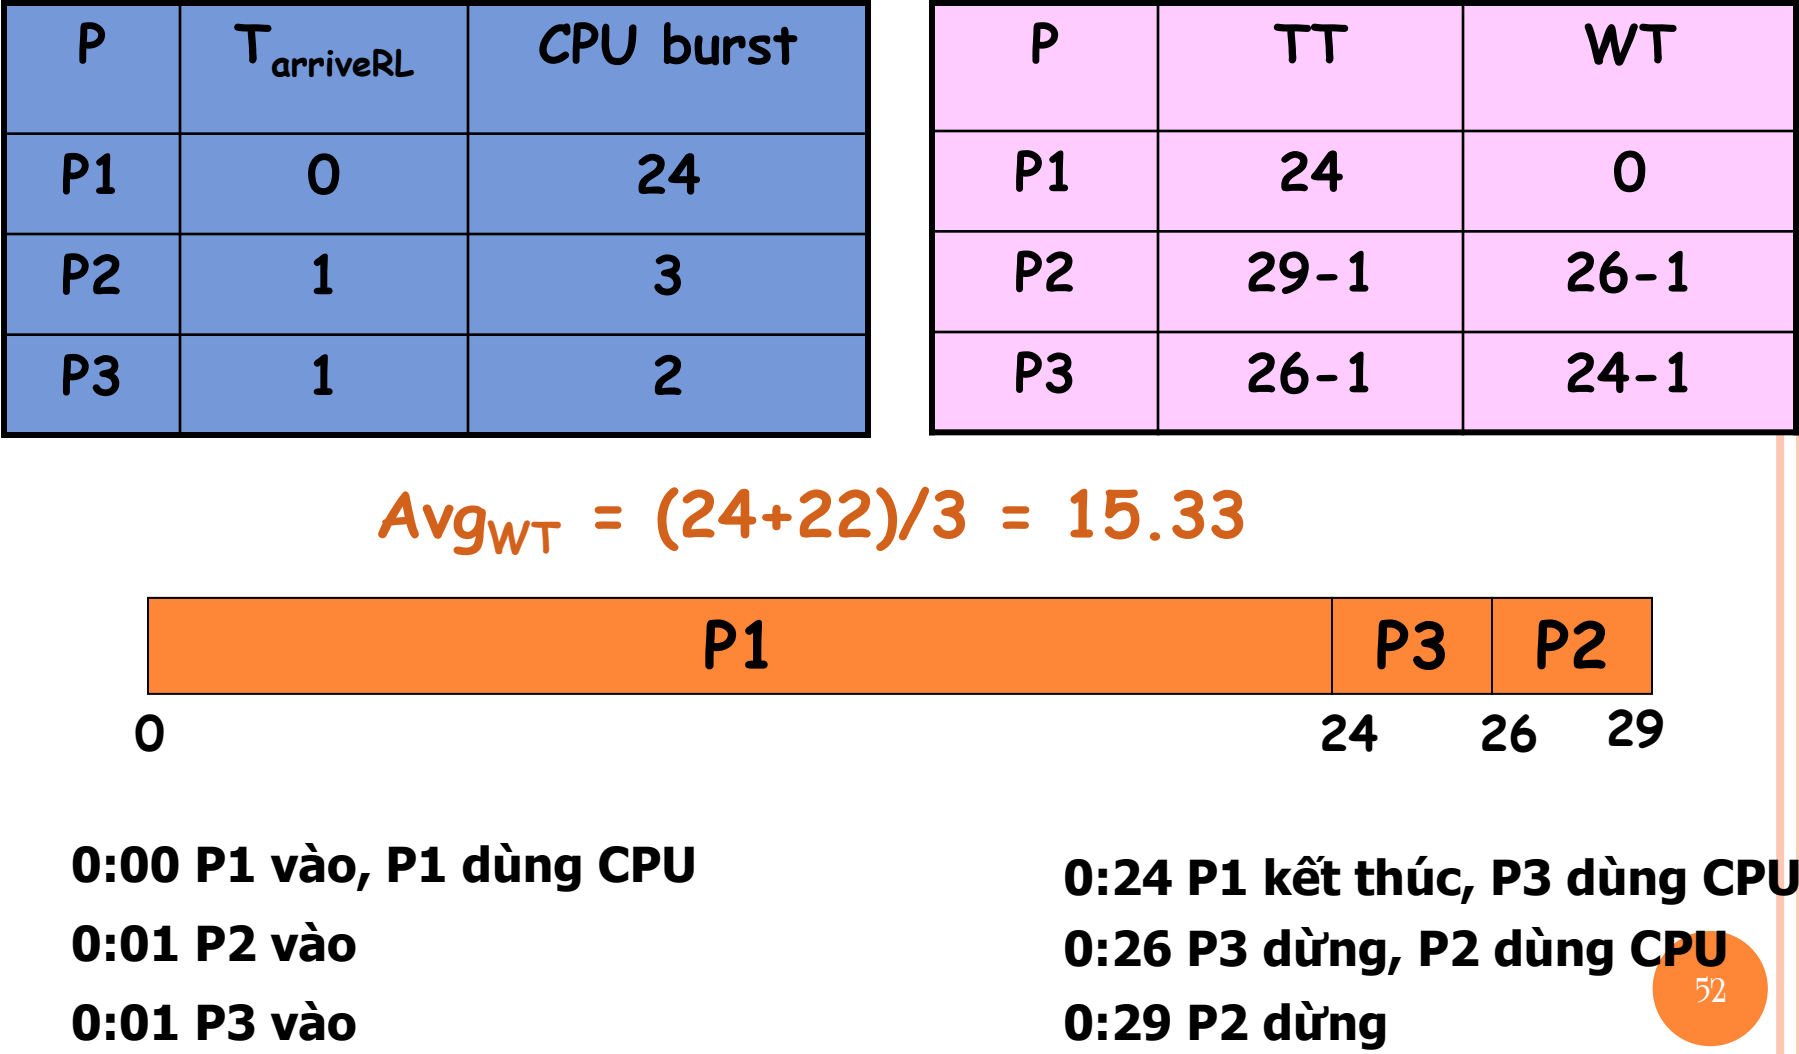 P T arriveRL CPU burst
P1 0 24
P2 1 3
P3 1 2
P TT WT
P1 24 0
P2 29-1 26-1
P3 26-1 24-1
Avg WT = (24+22)/3 = 15.33
P1 P3 P2
0 24 26 29
0:00 P1 vào, P1 dùng CPU
0:01 P2 vào
0:01 P3 vào
0:24 P1 kết thúc, P3 dùng CPU
0:26 P3 dừng, P2 dùng CPU
0:29 P2 dừng
52